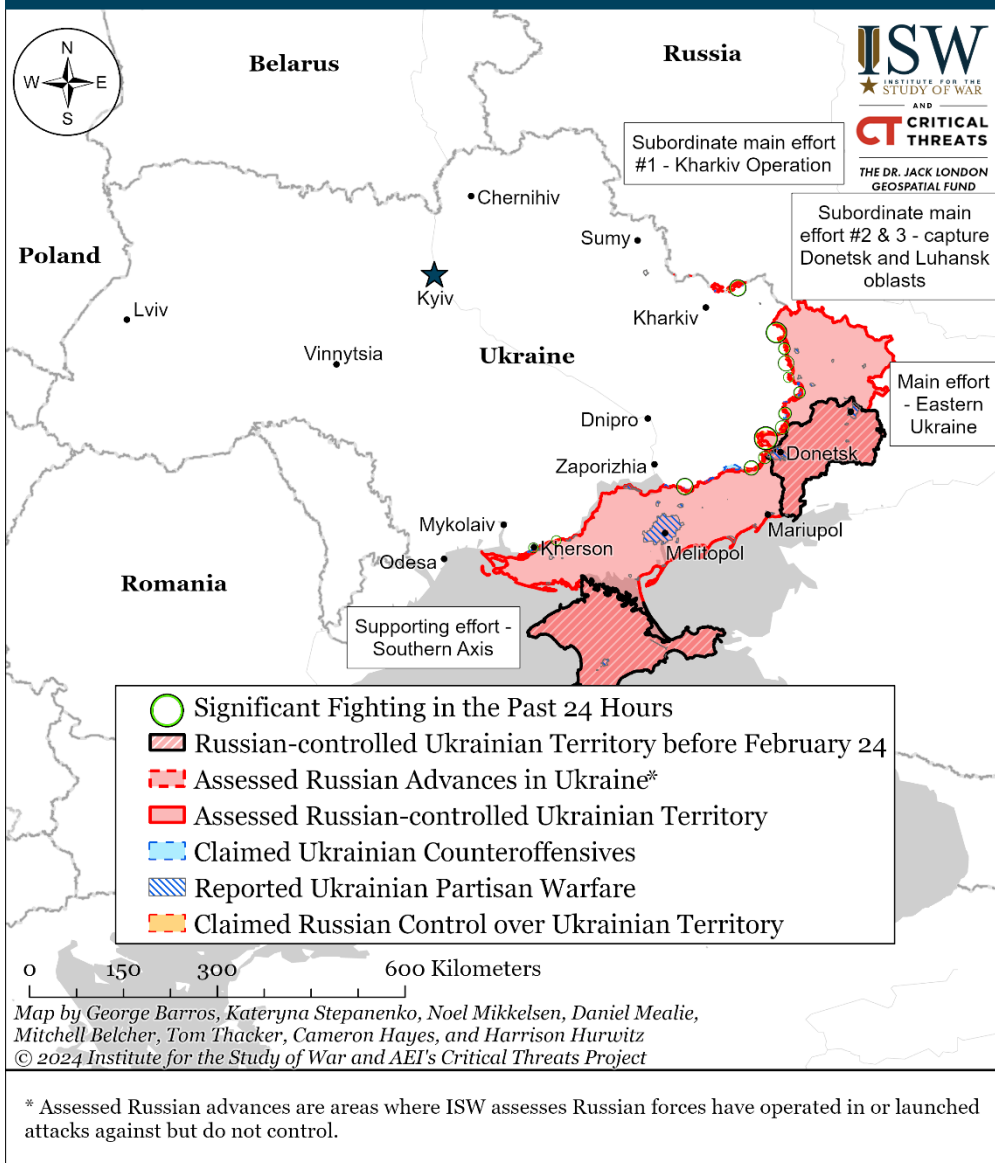 N
W
E
S
Belarus
Russia
ISW
INSTITUTE FOR THE
STUDY OF WAR
AND
CT CRITICAL
THREATS
THE DR. JACK LONDON
GEOSPATIAL FUND
Subordinate main effort
#1 - Kharkiv Operation
Subordinate main
effort #2 & 3 - capture
Donetsk and Luhansk
oblasts
Chernihiv
Sumy
Poland
Kyiv
Lviv
Kharkiv
Vinnytsia
Ukraine
Main effort
- Eastern
Ukraine
Dnipro
Donetsk
Zaporizhia
Mykolaiv
Mariupol
Kherson
Melitopol
Odesa
Romania
Supporting effort -
Southern Axis
Significant Fighting in the Past 24 Hours
Russian-controlled Ukrainian Territory before February 24
Assessed Russian Advances in Ukraine*
Assessed Russian-controlled Ukrainian Territory
Claimed Ukrainian Counteroffensives
Reported Ukrainian Partisan Warfare
Claimed Russian Control over Ukrainian Territory
0 150 300 600 Kilometers
Map by George Barros, Kateryna Stepanenko, Noel Mikkelsen, Daniel Mealie,
Mitchell Belcher, Tom Thacker, Cameron Hayes, and Harrison Hurwitz
© 2024 Institute for the Study of War and AEI's Critical Threats Project
* Assessed Russian advances are areas where ISW assesses Russian forces have operated in or launched
attacks against but do not control.